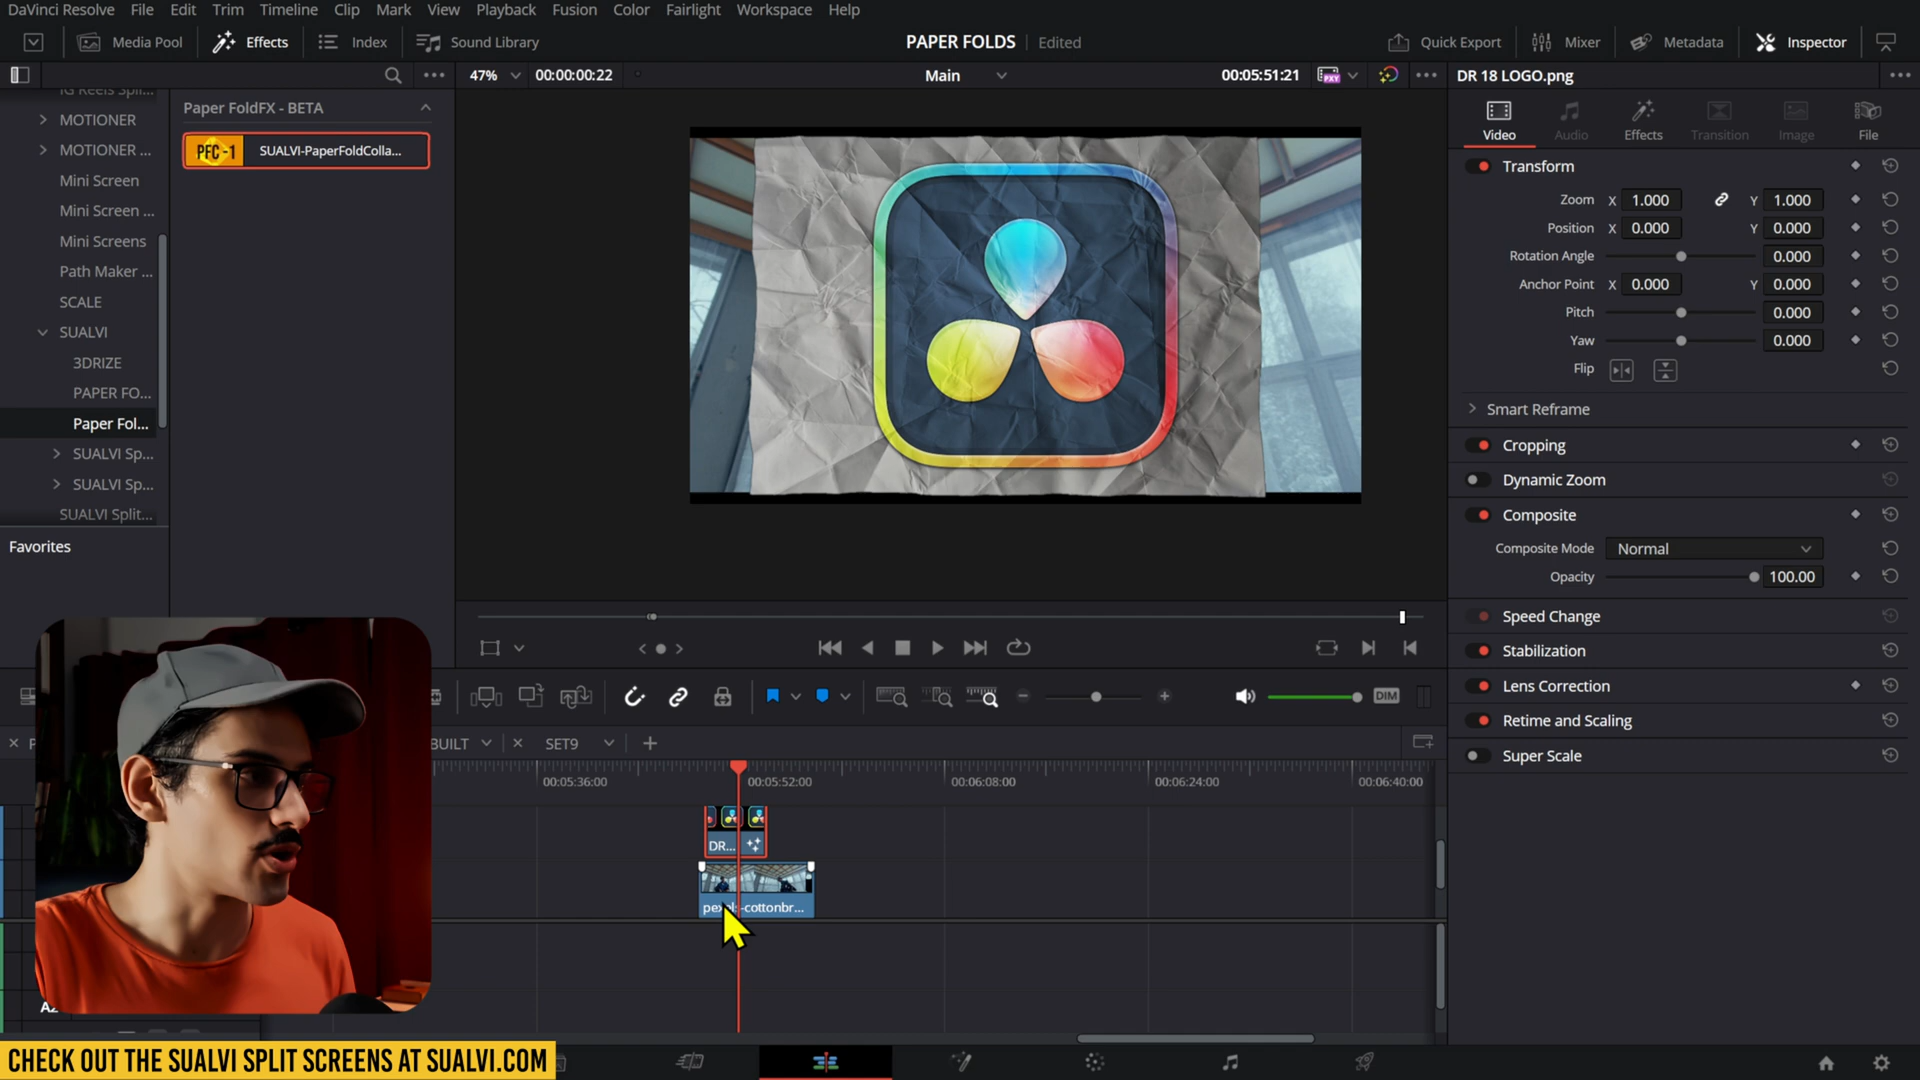 DaVinci Resolve File Edit Trim Timeline Clip Mark View Playback Fusion Color Fairlight Workspace Help
Media Pool Effects Index Sound Library PAPER FOLDS Edited Quick Export Mixer Metadata Inspector
47% 00:00:00:22 Main 00:05:51:21 PXY DR 18 LOGO.png
IG Reels Spli...
MOTIONER
MOTIONER ...
Mini Screen
Mini Screen ...
Mini Screens
Path Maker ...
SCALE
SUALVI
3DRIZE
PAPER FO...
Paper Fol...
SUALVI Sp...
SUALVI Sp...
SUALVI Split...
Favorites
Paper FoldFX - BETA
PFC-1 SUALVI-PaperFoldColla...
Video Audio Effects Transition Image File
Transform
Zoom X 1.000 Y 1.000
Position X 0.000 Y 0.000
Rotation Angle 0.000
Anchor Point X 0.000 Y 0.000
Pitch 0.000
Yaw 0.000
Flip
Smart Reframe
Cropping
Dynamic Zoom
Composite
Composite Mode Normal
Opacity 100.00
Speed Change
Stabilization
Lens Correction
Retime and Scaling
Super Scale
DIM
BUILT SET9
00:05:36:00 00:05:52:00 00:06:08:00 00:06:24:00 00:06:40:00
DR...
CHECK OUT THE SUALVI SPLIT SCREENS AT SUALVI.COM